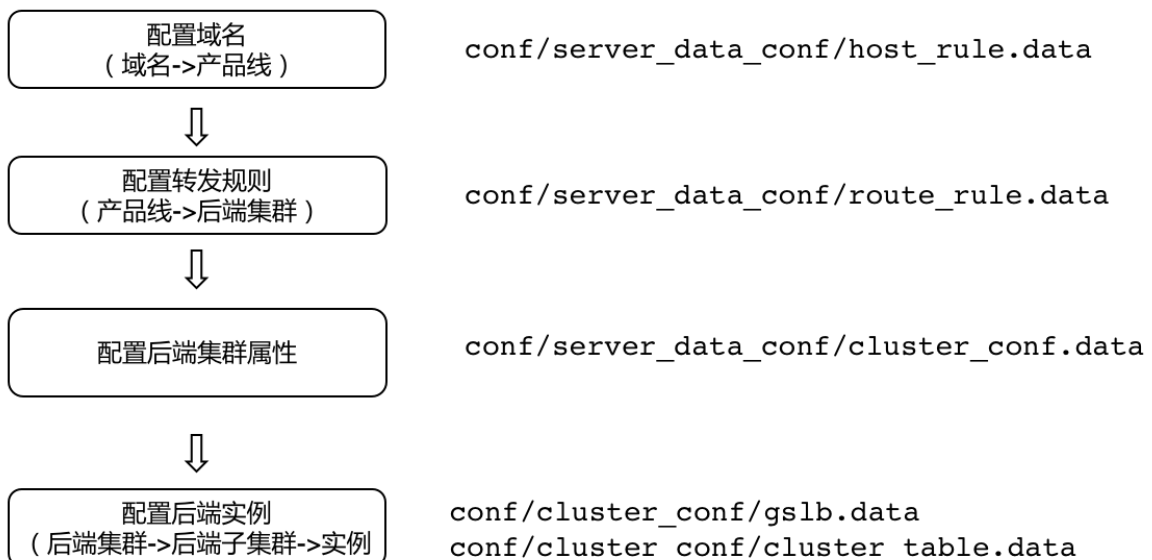 配置域名
（域名->产品线）
conf/server_data_conf/host_rule.data
配置转发规则
（产品线->后端集群）
conf/server_data_conf/route_rule.data
配置后端集群属性
conf/server_data_conf/cluster_conf.data
配置后端实例
（后端集群->后端子集群->实例
conf/cluster_conf/gslb.data
conf/cluster_conf/cluster_table.data